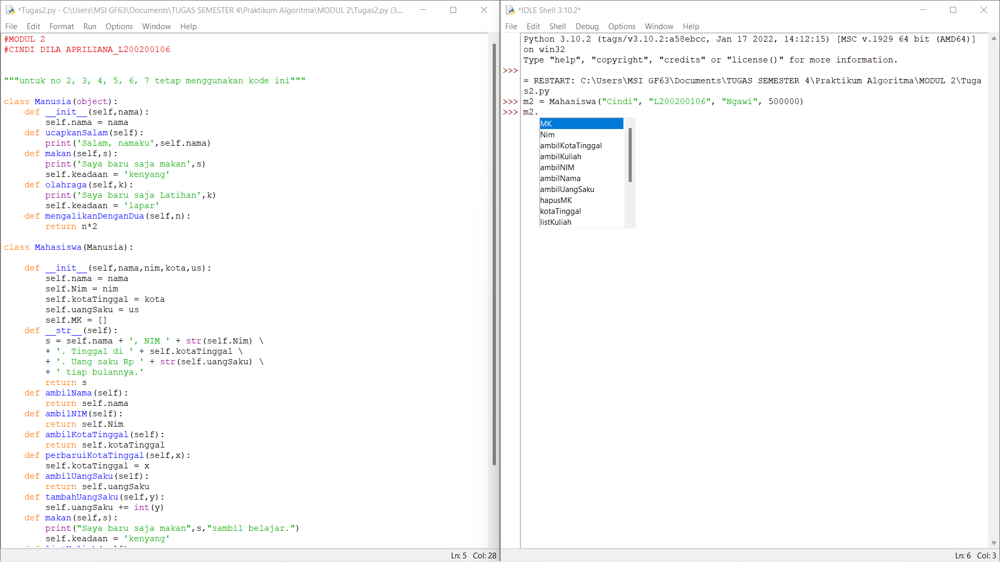 *Tugas2.py - C:\Users\MSI GF63\Documents\TUGAS SEMESTER 4\Praktikum Algoritma\MODUL 2\Tugas2.py (3....
File Edit Format Run Options Window Help
#MODUL 2
#CINDI DILA APRILIANA_L200200106
"""untuk no 2, 3, 4, 5, 6, 7 tetap menggunakan kode ini"""
class Manusia(object):
    def __init__(self,nama):
        self.nama = nama
    def ucapkanSalam(self):
        print('Salam, namaku',self.nama)
    def makan(self,s):
        print('Saya baru saja makan',s)
        self.keadaan = 'kenyang'
    def olahraga(self,k):
        print('Saya baru saja Latihan',k)
        self.keadaan = 'lapar'
    def mengalikanDenganDua(self,n):
        return n*2
class Mahasiswa(Manusia):
    def __init__(self,nama,nim,kota,us):
        self.nama = nama
        self.Nim = nim
        self.kotaTinggal = kota
        self.uangSaku = us
        self.MK = []
    def __str__(self):
        s = self.nama + ', NIM ' + str(self.Nim) \
        + '. Tinggal di ' + self.kotaTinggal \
        + '. Uang saku Rp ' + str(self.uangSaku) \
        + ' tiap bulannya.'
        return s
    def ambilNama(self):
        return self.nama
    def ambilNIM(self):
        return self.Nim
    def ambilKotaTinggal(self):
        return self.kotaTinggal
    def perbaruiKotaTinggal(self,x):
        self.kotaTinggal = x
    def ambilUangSaku(self):
        return self.uangSaku
    def tambahUangSaku(self,y):
        self.uangSaku += int(y)
    def makan(self,s):
        print("Saya baru saja makan",s,"sambil belajar.")
        self.keadaan = 'kenyang'
Ln: 5 Col: 28
*IDLE Shell 3.10.2*
File Edit Shell Debug Options Window Help
Python 3.10.2 (tags/v3.10.2:a58ebcc, Jan 17 2022, 14:12:15) [MSC v.1929 64 bit (AMD64)]
on win32
Type "help", "copyright", "credits" or "license()" for more information.
>>>
= RESTART: C:\Users\MSI GF63\Documents\TUGAS SEMESTER 4\Praktikum Algoritma\MODUL 2\Tuga
s2.py
>>> m2 = Mahasiswa("Cindi", "L200200106", "Ngawi", 500000)
>>> m2.
MK
Nim
ambilKotaTinggal
ambilKuliah
ambilNIM
ambilNama
ambilUangSaku
hapusMK
kotaTinggal
listKuliah
Ln: 6 Col: 3